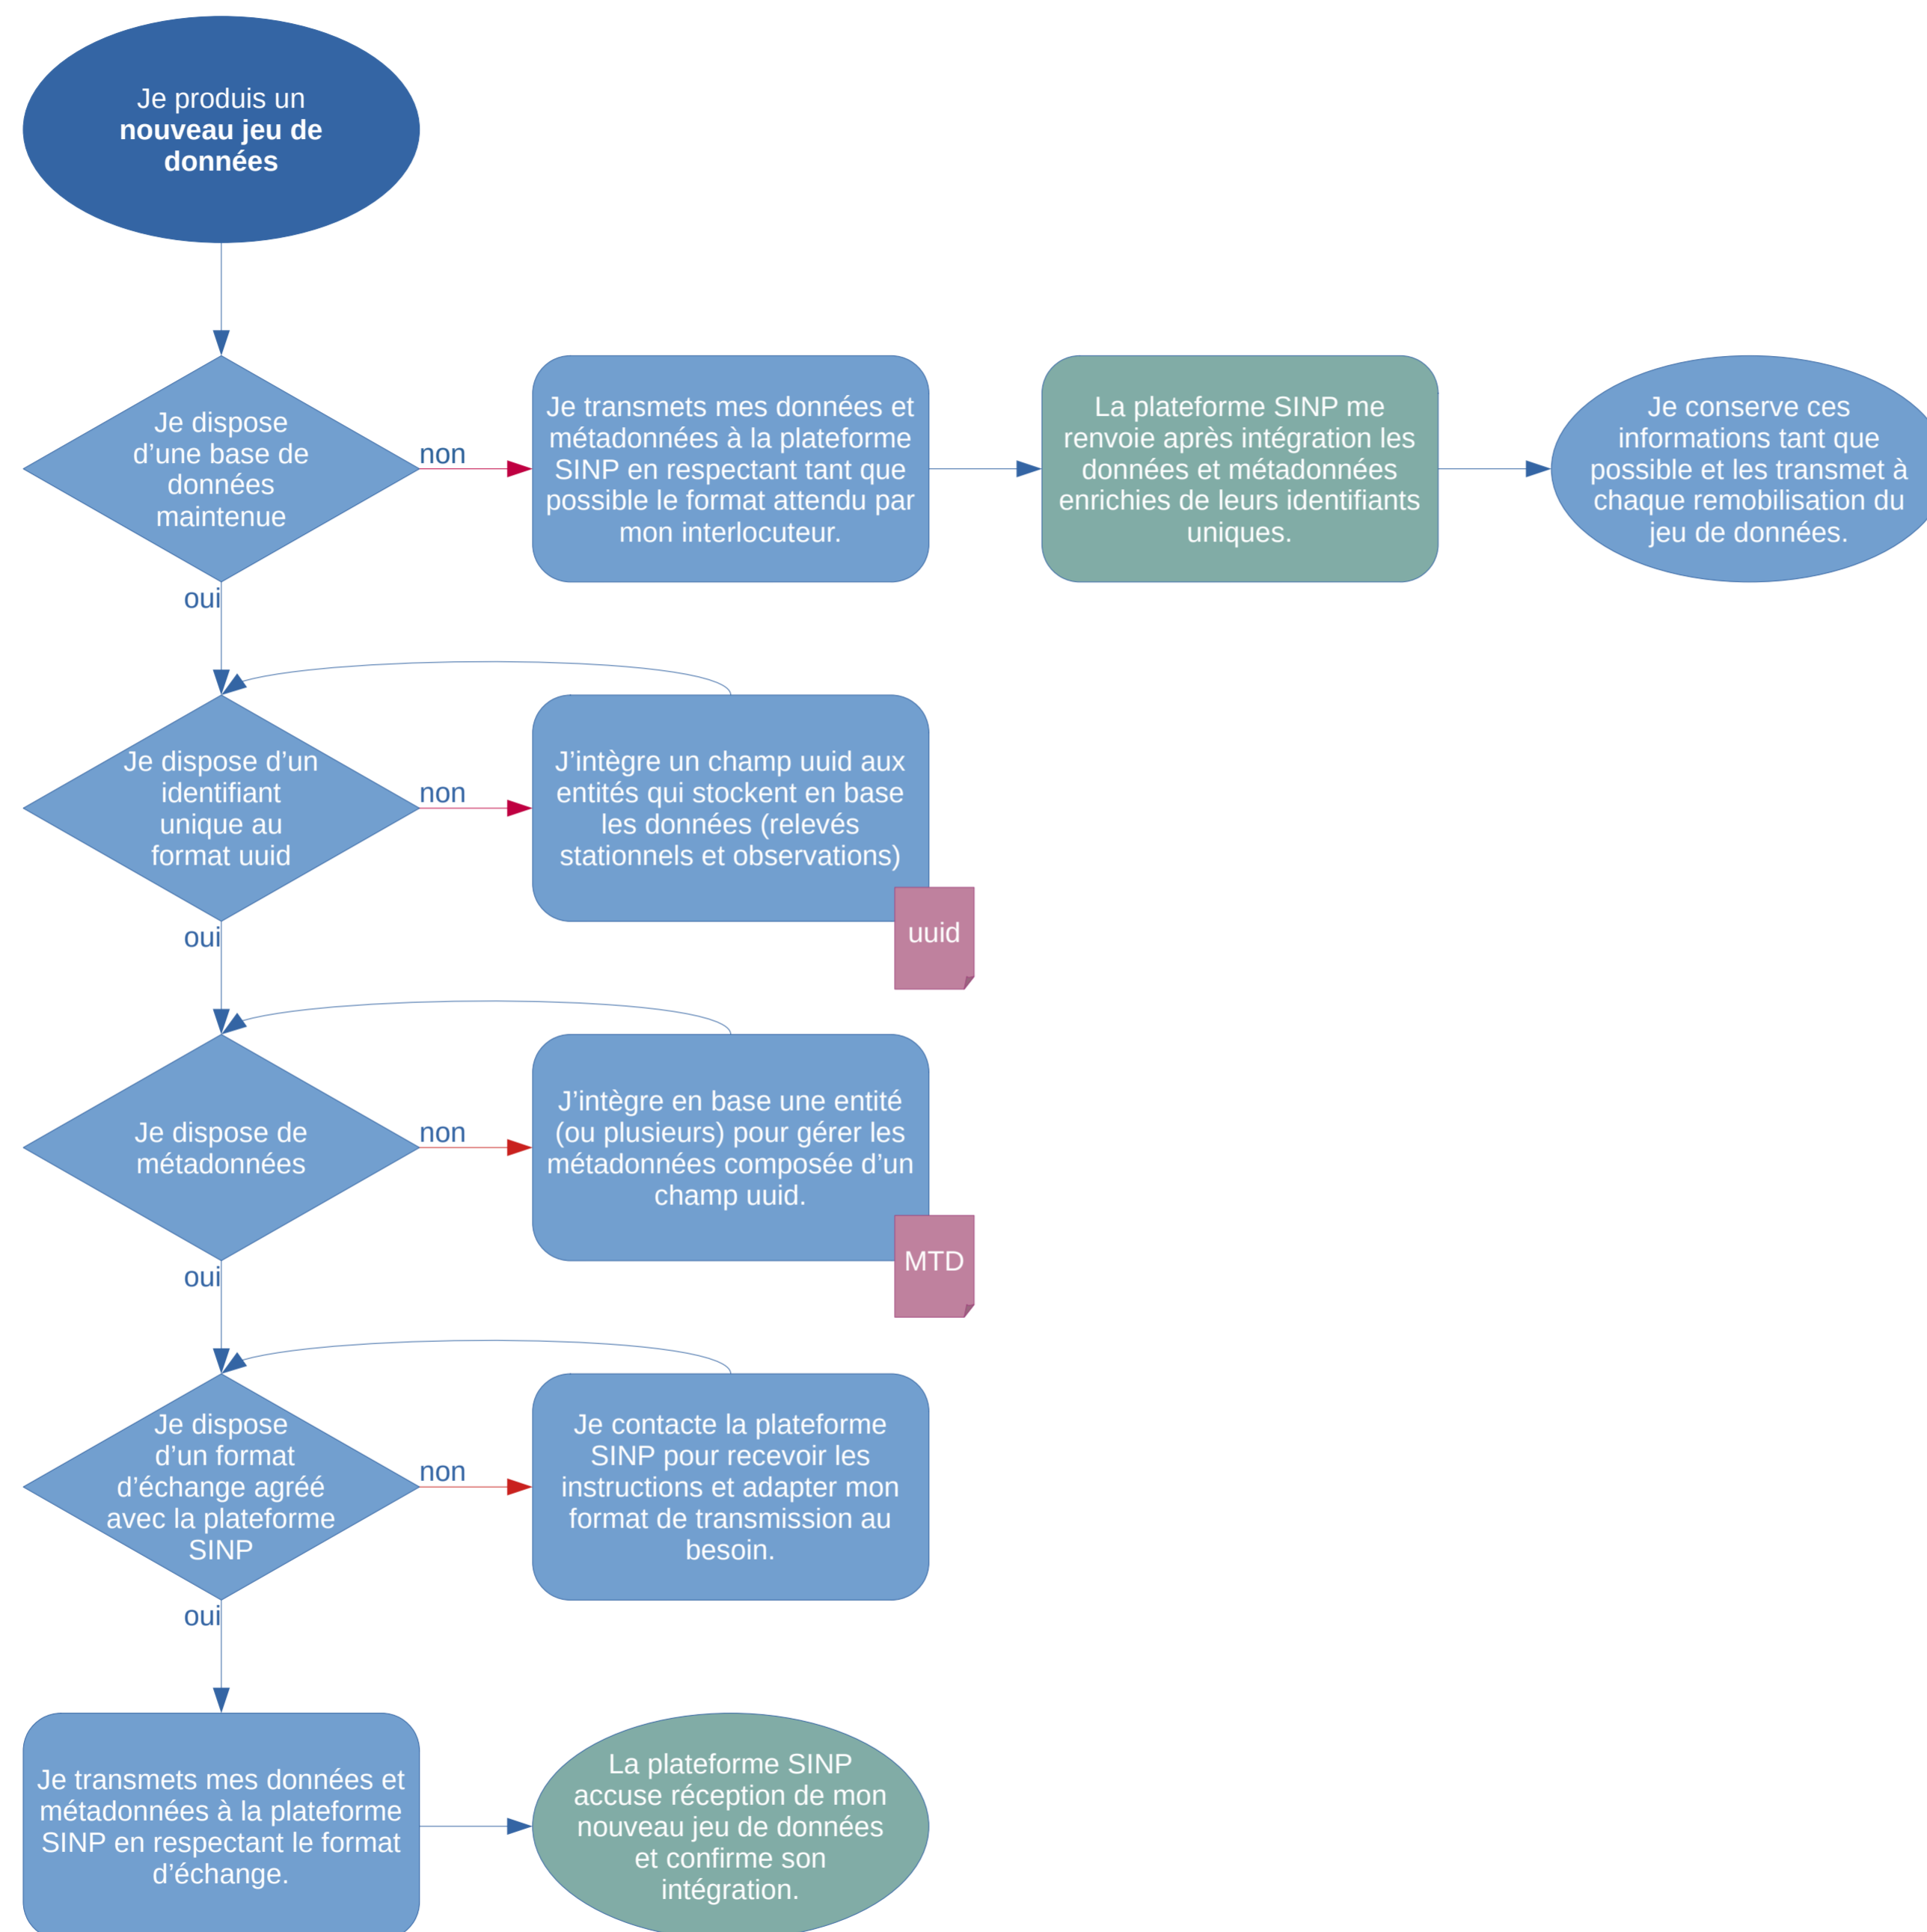 Je produis un
nouveau jeu de
données
Je dispose
d’une base de
données
maintenue
non
Je transmets mes données et
métadonnées à la plateforme
SINP en respectant tant que
possible le format attendu par
mon interlocuteur.
La plateforme SINP me
renvoie après intégration les
données et métadonnées
enrichies de leurs identifiants
uniques.
Je conserve ces
informations tant que
possible et les transmet à
chaque remobilisation du
jeu de données.
oui
Je dispose d’un
identifiant
unique au
format uuid
non
J’intègre un champ uuid aux
entités qui stockent en base
les données (relevés
stationnels et observations)
uuid
oui
Je dispose de
métadonnées
non
J’intègre en base une entité
(ou plusieurs) pour gérer les
métadonnées composée d’un
champ uuid.
MTD
oui
Je dispose
d’un format
d’échange agréé
avec la plateforme
SINP
non
Je contacte la plateforme
SINP pour recevoir les
instructions et adapter mon
format de transmission au
besoin.
oui
Je transmets mes données et
métadonnées à la plateforme
SINP en respectant le format
d’échange.
La plateforme SINP
accuse réception de mon
nouveau jeu de données
et confirme son
intégration.